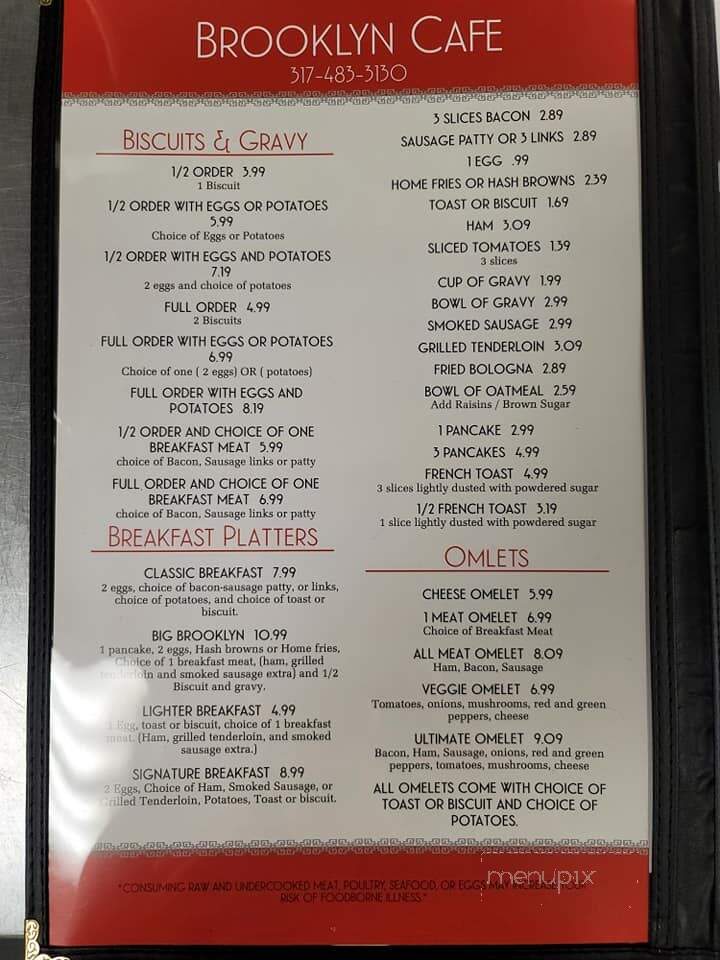 BROOKLYN CAFE
317-483-3130
BISCUITS & GRAVY
1/2 ORDER 3.99
1 Biscuit
1/2 ORDER WITH EGGS OR POTATOES
5.99
Choice of Eggs or Potatoes
1/2 ORDER WITH EGGS AND POTATOES
7.19
2 eggs and choice of potatoes
FULL ORDER 4.99
2 Biscuits
FULL ORDER WITH EGGS OR POTATOES
6.99
Choice of one ( 2 eggs) OR ( potatoes)
FULL ORDER WITH EGGS AND
POTATOES 8.19
1/2 ORDER AND CHOICE OF ONE
BREAKFAST MEAT 5.99
choice of Bacon, Sausage links or patty
FULL ORDER AND CHOICE OF ONE
BREAKFAST MEAT 6.99
choice of Bacon, Sausage links or patty
BREAKFAST PLATTERS
CLASSIC BREAKFAST 7.99
2 eggs, choice of bacon-sausage patty, or links,
choice of potatoes, and choice of toast or
biscuit.
BIG BROOKLYN 10.99
1 pancake, 2 eggs, Hash browns or Home fries,
Choice of 1 breakfast meat, (ham, grilled
tenderloin and smoked sausage extra) and 1/2
Biscuit and gravy.
LIGHTER BREAKFAST 4.99
1 Egg, toast or biscuit, choice of 1 breakfast
meat. (Ham, grilled tenderloin, and smoked
sausage extra.)
SIGNATURE BREAKFAST 8.99
2 Eggs, Choice of Ham, Smoked Sausage, or
Grilled Tenderloin, Potatoes, Toast or biscuit.
3 SLICES BACON 2.89
SAUSAGE PATTY OR 3 LINKS 2.89
1 EGG .99
HOME FRIES OR HASH BROWNS 2.39
TOAST OR BISCUIT 1.69
HAM 3.09
SLICED TOMATOES 1.39
3 slices
CUP OF GRAVY 1.99
BOWL OF GRAVY 2.99
SMOKED SAUSAGE 2.99
GRILLED TENDERLOIN 3.09
FRIED BOLOGNA 2.89
BOWL OF OATMEAL 2.59
Add Raisins / Brown Sugar
1 PANCAKE 2.99
3 PANCAKES 4.99
FRENCH TOAST 4.99
3 slices lightly dusted with powdered sugar
1/2 FRENCH TOAST 3.19
1 slice lightly dusted with powdered sugar
OMLETS
CHEESE OMELET 5.99
1 MEAT OMELET 6.99
Choice of Breakfast Meat
ALL MEAT OMELET 8.09
Ham, Bacon, Sausage
VEGGIE OMELET 6.99
Tomatoes, onions, mushrooms, red and green
peppers, cheese
ULTIMATE OMELET 9.09
Bacon, Ham, Sausage, onions, red and green
peppers, tomatoes, mushrooms, cheese
ALL OMELETS COME WITH CHOICE OF
TOAST OR BISCUIT AND CHOICE OF
POTATOES.
*CONSUMING RAW AND UNDERCOOKED MEAT, POULTRY, SEAFOOD, OR EGGS MAY INCREASE YOUR
RISK OF FOODBORNE ILLNESS.*
menupix